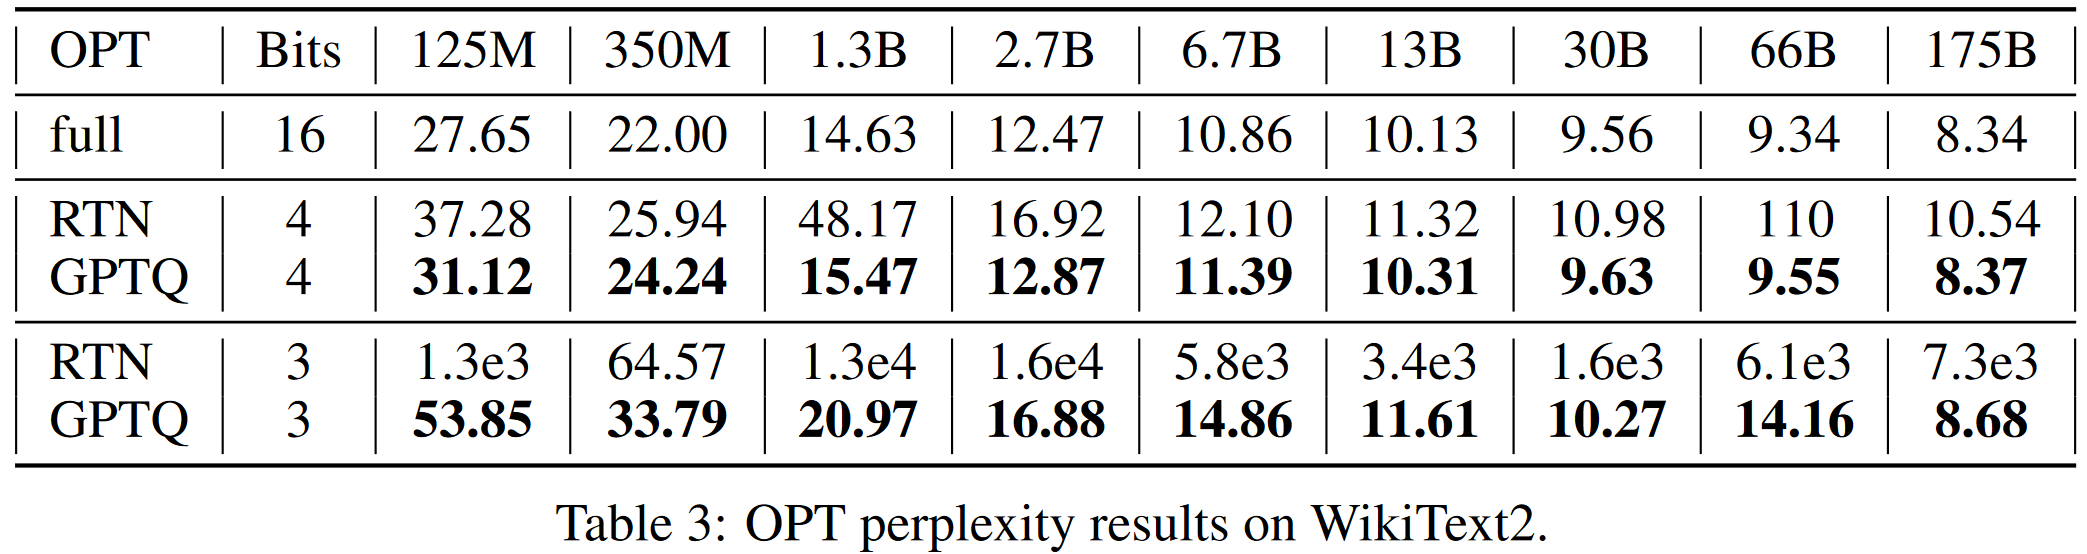 OPT Bits 125M 350M 1.3B 2.7B 6.7B 13B 30B 66B 175B
full 16 27.65 22.00 14.63 12.47 10.86 10.13 9.56 9.34 8.34
RTN 4 37.28 25.94 48.17 16.92 12.10 11.32 10.98 110 10.54
GPTQ 4 31.12 24.24 15.47 12.87 11.39 10.31 9.63 9.55 8.37
RTN 3 1.3e3 64.57 1.3e4 1.6e4 5.8e3 3.4e3 1.6e3 6.1e3 7.3e3
GPTQ 3 53.85 33.79 20.97 16.88 14.86 11.61 10.27 14.16 8.68
Table 3: OPT perplexity results on WikiText2.